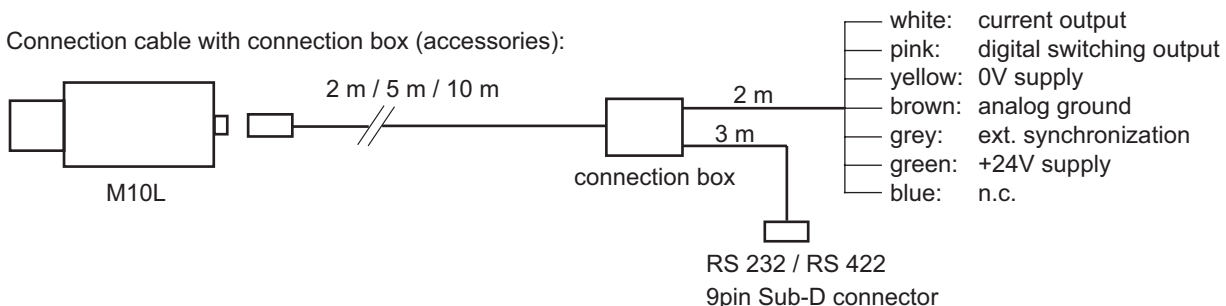 Connection cable with connection box (accessories):
2 m / 5 m / 10 m
M10L
connection box
2 m
3 m
white: current output
pink: digital switching output
yellow: 0V supply
brown: analog ground
grey: ext. synchronization
green: +24V supply
blue: n.c.
RS 232 / RS 422
9pin Sub-D connector